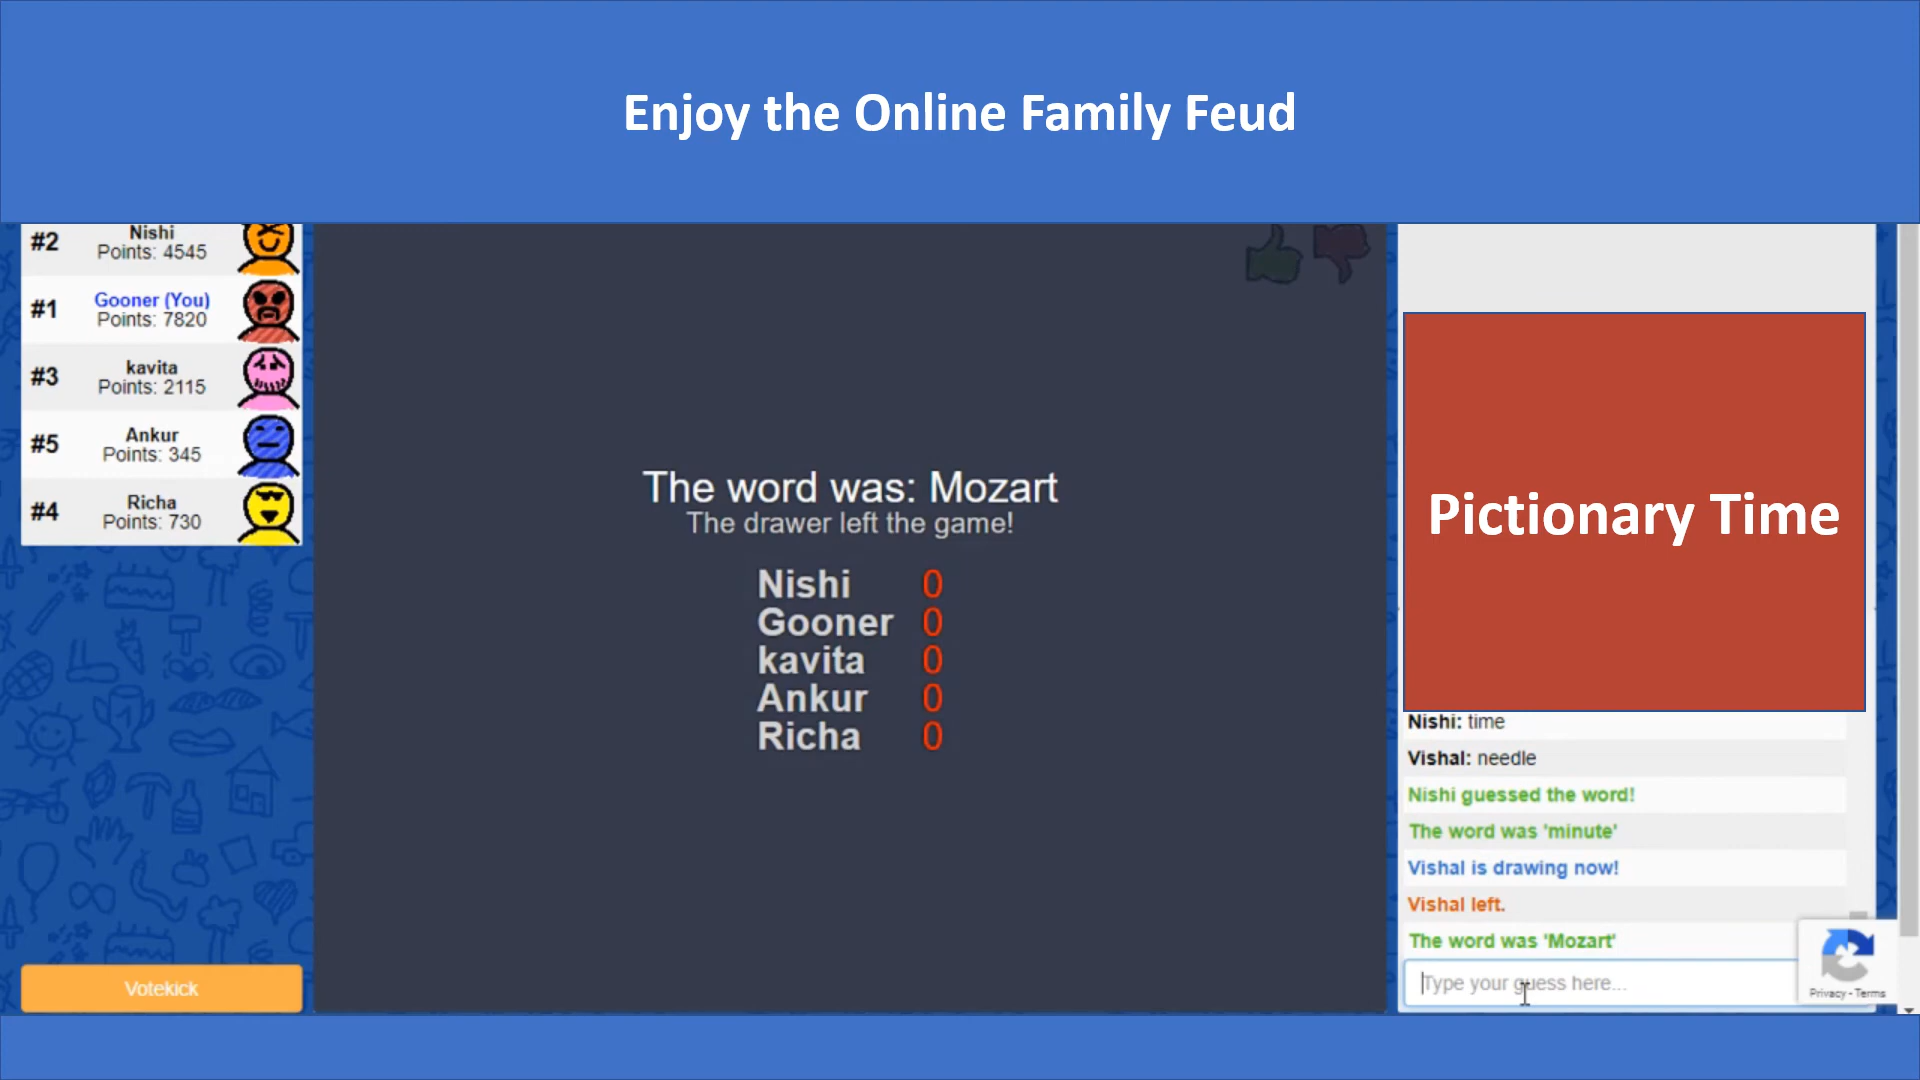 Enjoy the Online Family Feud
#2
Nishi
Points: 4545
#1
Gooner (You)
Points: 7820
#3
kavita
Points: 2115
#5
Ankur
Points: 345
#4
Richa
Points: 730
Votekick
The word was: Mozart
The drawer left the game!
Nishi 0
Gooner 0
kavita 0
Ankur 0
Richa 0
Pictionary Time
Nishi: time
Vishal: needle
Nishi guessed the word!
The word was 'minute'
Vishal is drawing now!
Vishal left.
The word was 'Mozart'
Type your guess here...
Privacy - Terms